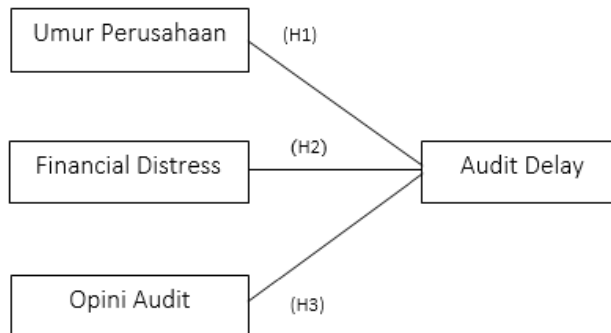 Umur Perusahaan
(H1)
Financial Distress
(H2)
Audit Delay
Opini Audit
(H3)